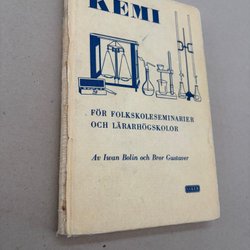 KEMI
FÖR FOLKSKOLESEMINARIER
OCH LÄRARHÖGSKOLOR
Av Iwan Bolin och Bror Gustaver